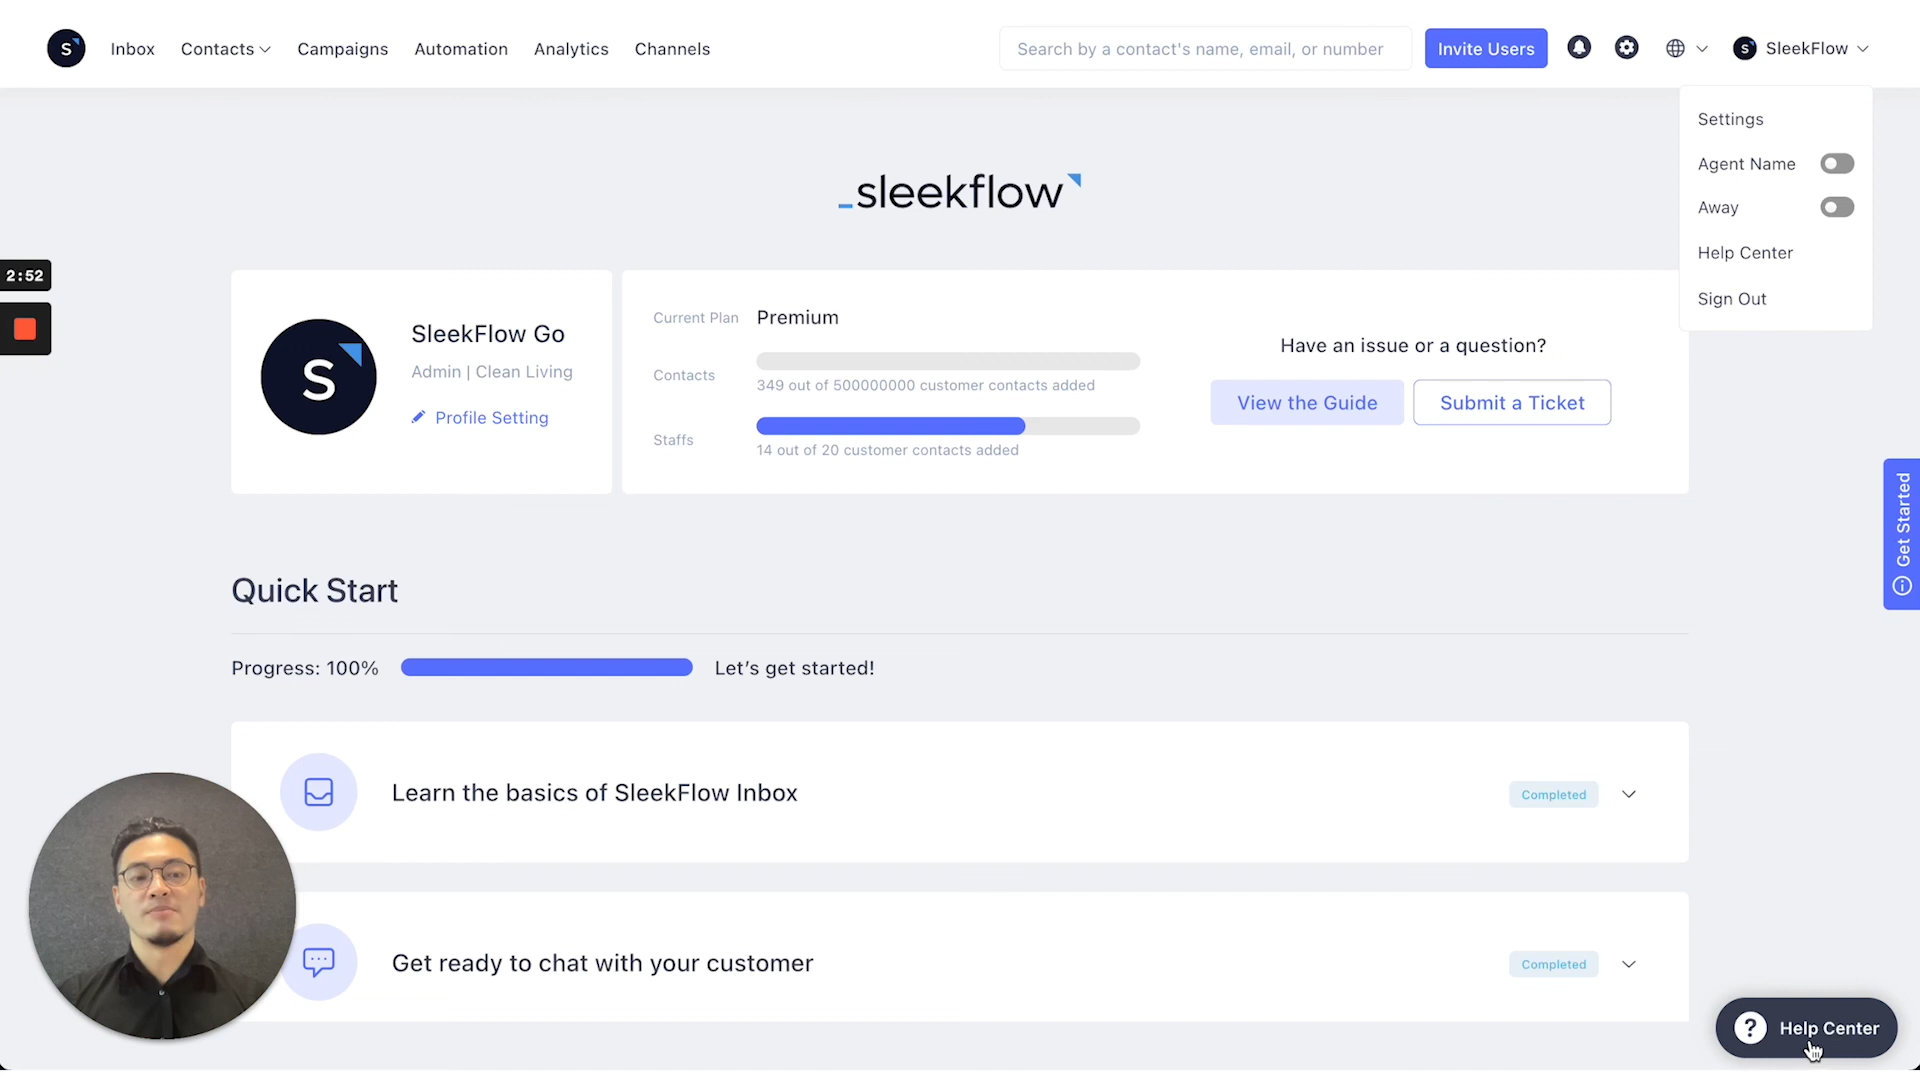 S
Inbox
Contacts
Campaigns
Automation
Analytics
Channels
Search by a contact's name, email, or number
Invite Users
S
SleekFlow
Settings
Agent Name
Away
Help Center
Sign Out
_sleekflow
2:52
S
SleekFlow Go
Admin | Clean Living
Profile Setting
Current Plan
Premium
Contacts
349 out of 500000000 customer contacts added
Staffs
14 out of 20 customer contacts added
Have an issue or a question?
View the Guide
Submit a Ticket
Get Started
Quick Start
Progress: 100%
Let’s get started!
Learn the basics of SleekFlow Inbox
Completed
Get ready to chat with your customer
Completed
? Help Center